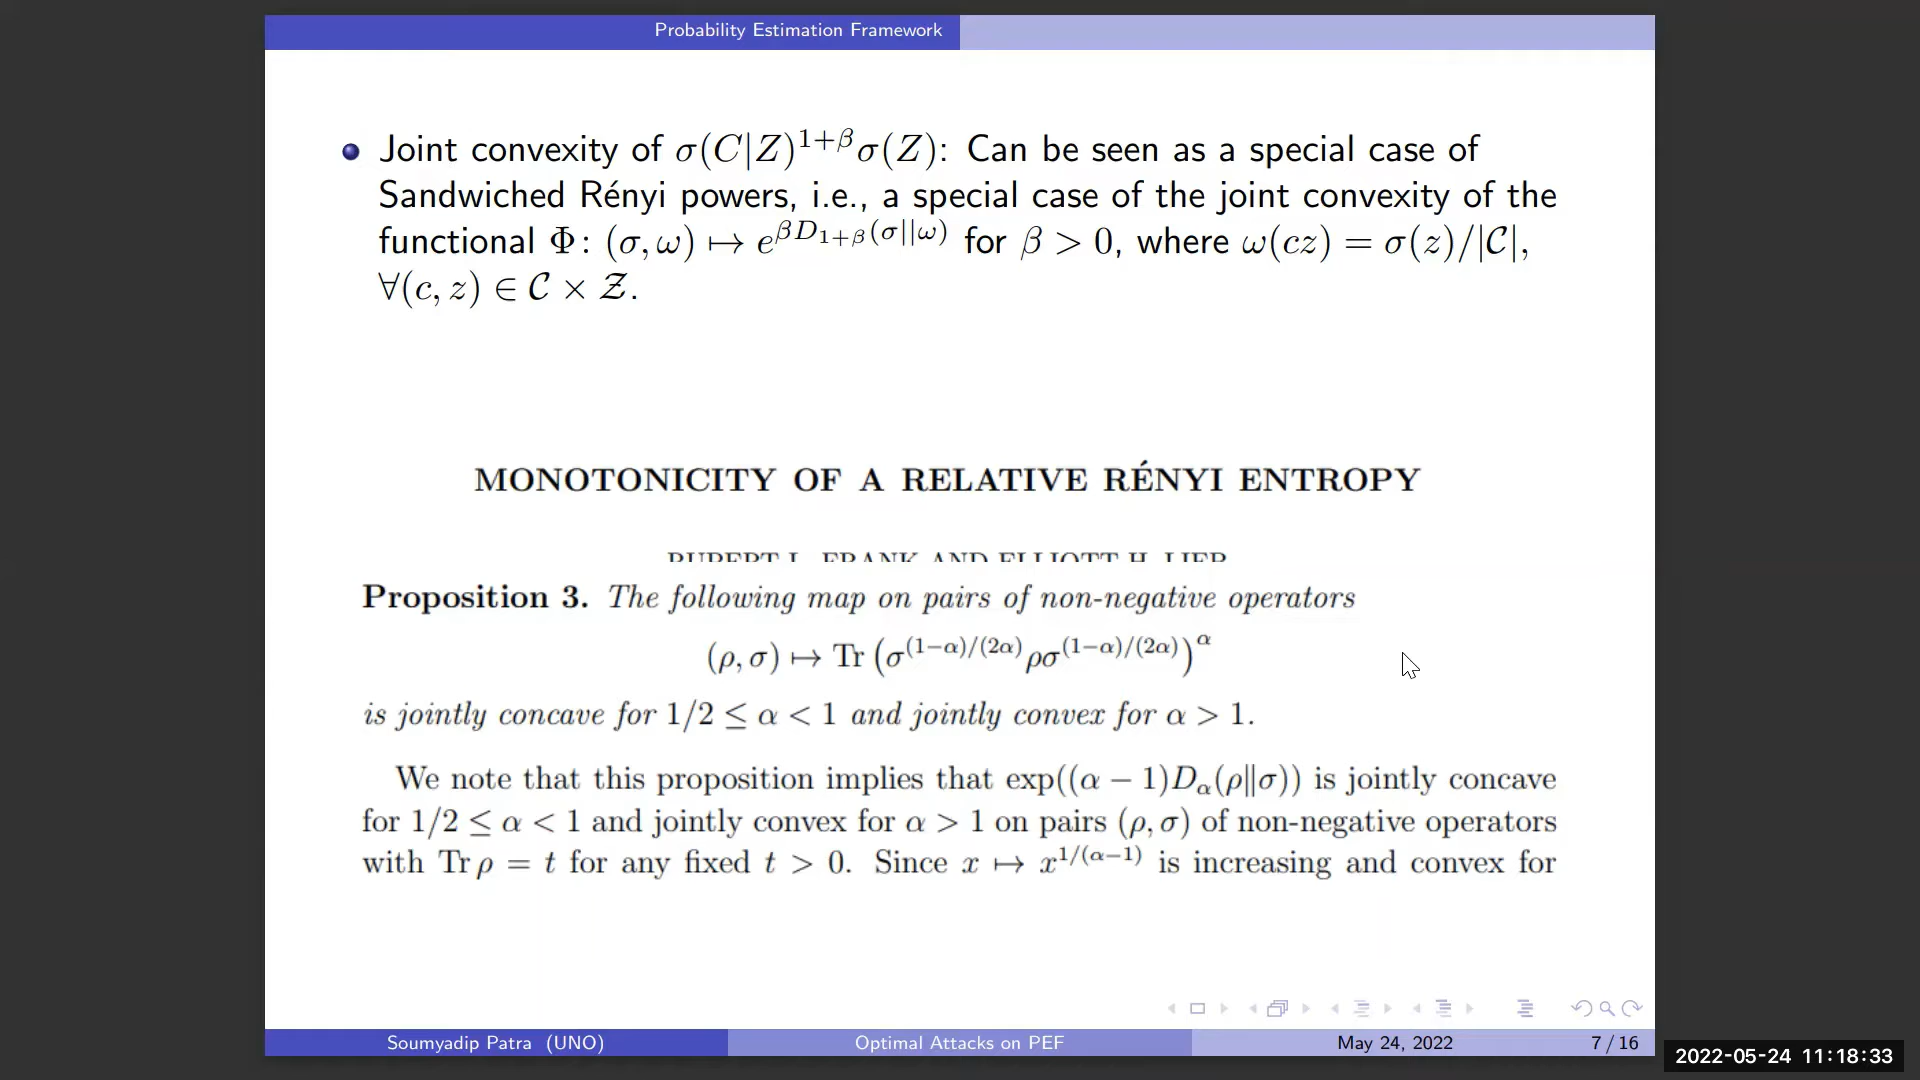 Probability Estimation Framework
Joint convexity of σ(C|Z)^{1+β}σ(Z): Can be seen as a special case of
Sandwiched Rényi powers, i.e., a special case of the joint convexity of the
functional Φ: (σ, ω) ↦ e^{βD_{1+β}(σ||ω)} for β > 0, where ω(cz) = σ(z)/|𝒞|,
∀(c, z) ∈ 𝒞 × 𝒵.
MONOTONICITY OF A RELATIVE RÉNYI ENTROPY
RUPERT L. FRANK AND ELLIOTT H. LIEB
Proposition 3. The following map on pairs of non-negative operators
(ρ, σ) ↦ Tr (σ^{(1−α)/(2α)} ρσ^{(1−α)/(2α)})^α
is jointly concave for 1/2 ≤ α < 1 and jointly convex for α > 1.
We note that this proposition implies that exp((α − 1)D_α(ρ∥σ)) is jointly concave
for 1/2 ≤ α < 1 and jointly convex for α > 1 on pairs (ρ, σ) of non-negative operators
with Tr ρ = t for any fixed t > 0. Since x ↦ x^{1/(α−1)} is increasing and convex for
Soumyadip Patra (UNO) Optimal Attacks on PEF May 24, 2022 7 / 16
2022-05-24 11:18:33